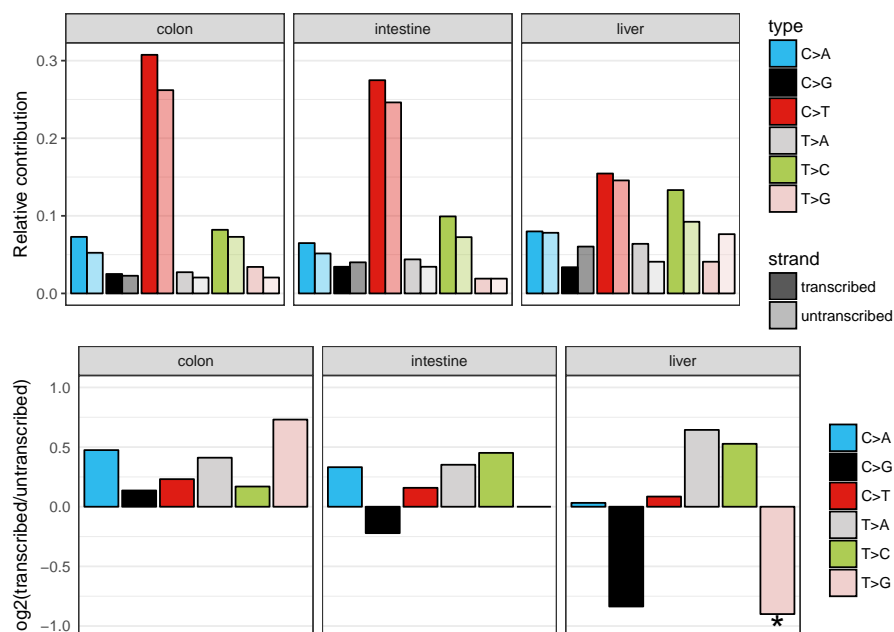 colon
intestine
liver
Relative contribution
0.3
0.2
0.1
0.0
type
C>A
C>G
C>T
T>A
T>C
T>G
strand
transcribed
untranscribed
colon
intestine
liver
og2(transcribed/untranscribed)
1.0
0.5
0.0
−0.5
−1.0
*
C>A
C>G
C>T
T>A
T>C
T>G